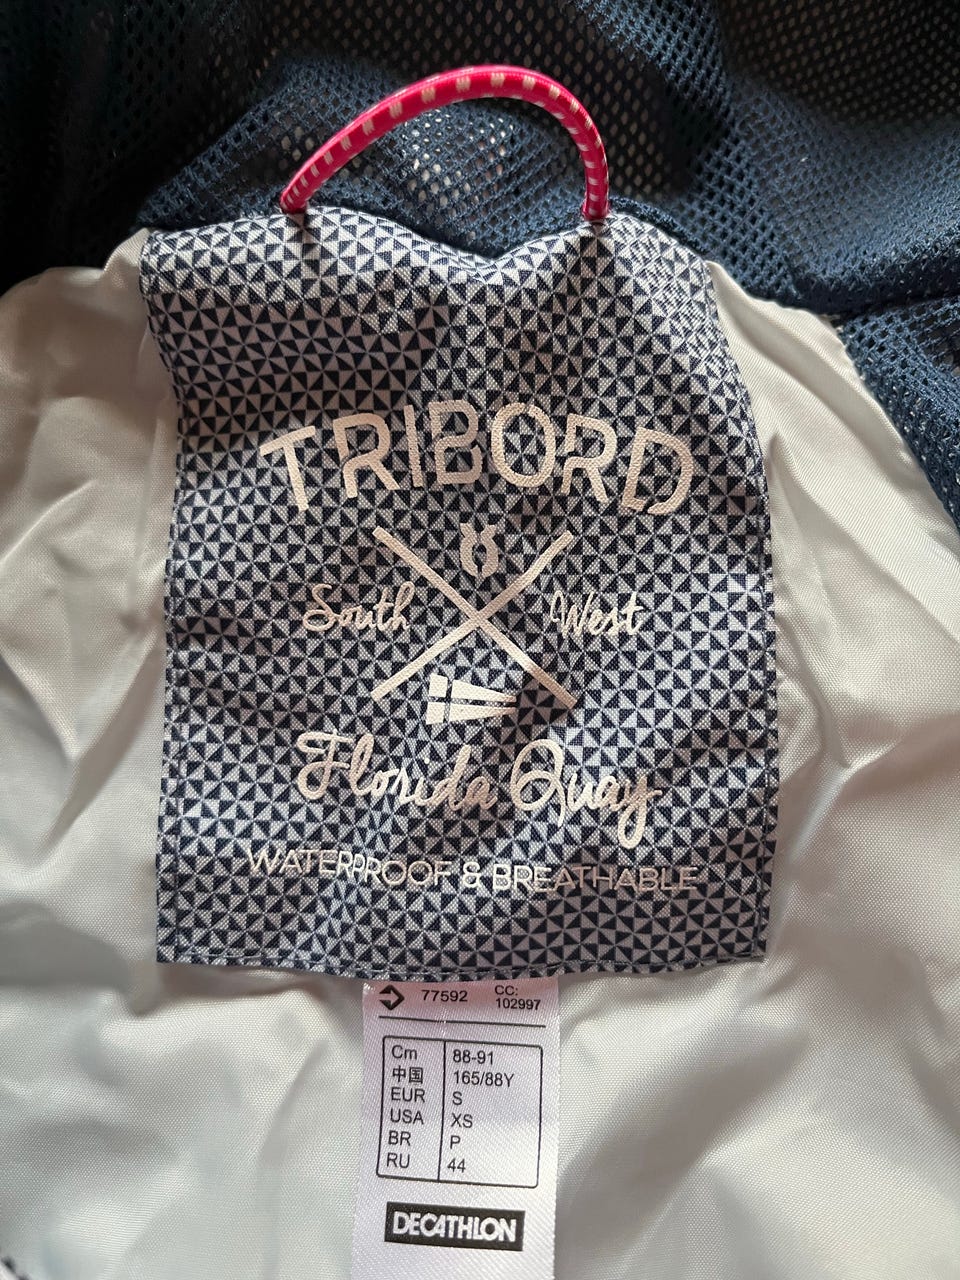 TRIBORD
South West
Florida Quay
WATERPROOF & BREATHABLE
77592 CC: 102997
Cm 88-91
中国 165/88Y
EUR S
USA XS
BR P
RU 44
DECATHLON